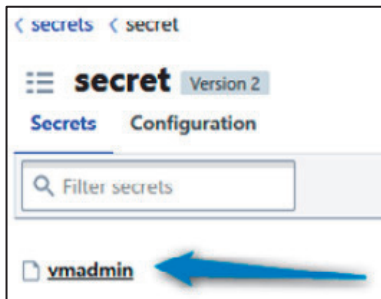 secrets secret
secret Version 2
Secrets Configuration
Filter secrets
vmadmin